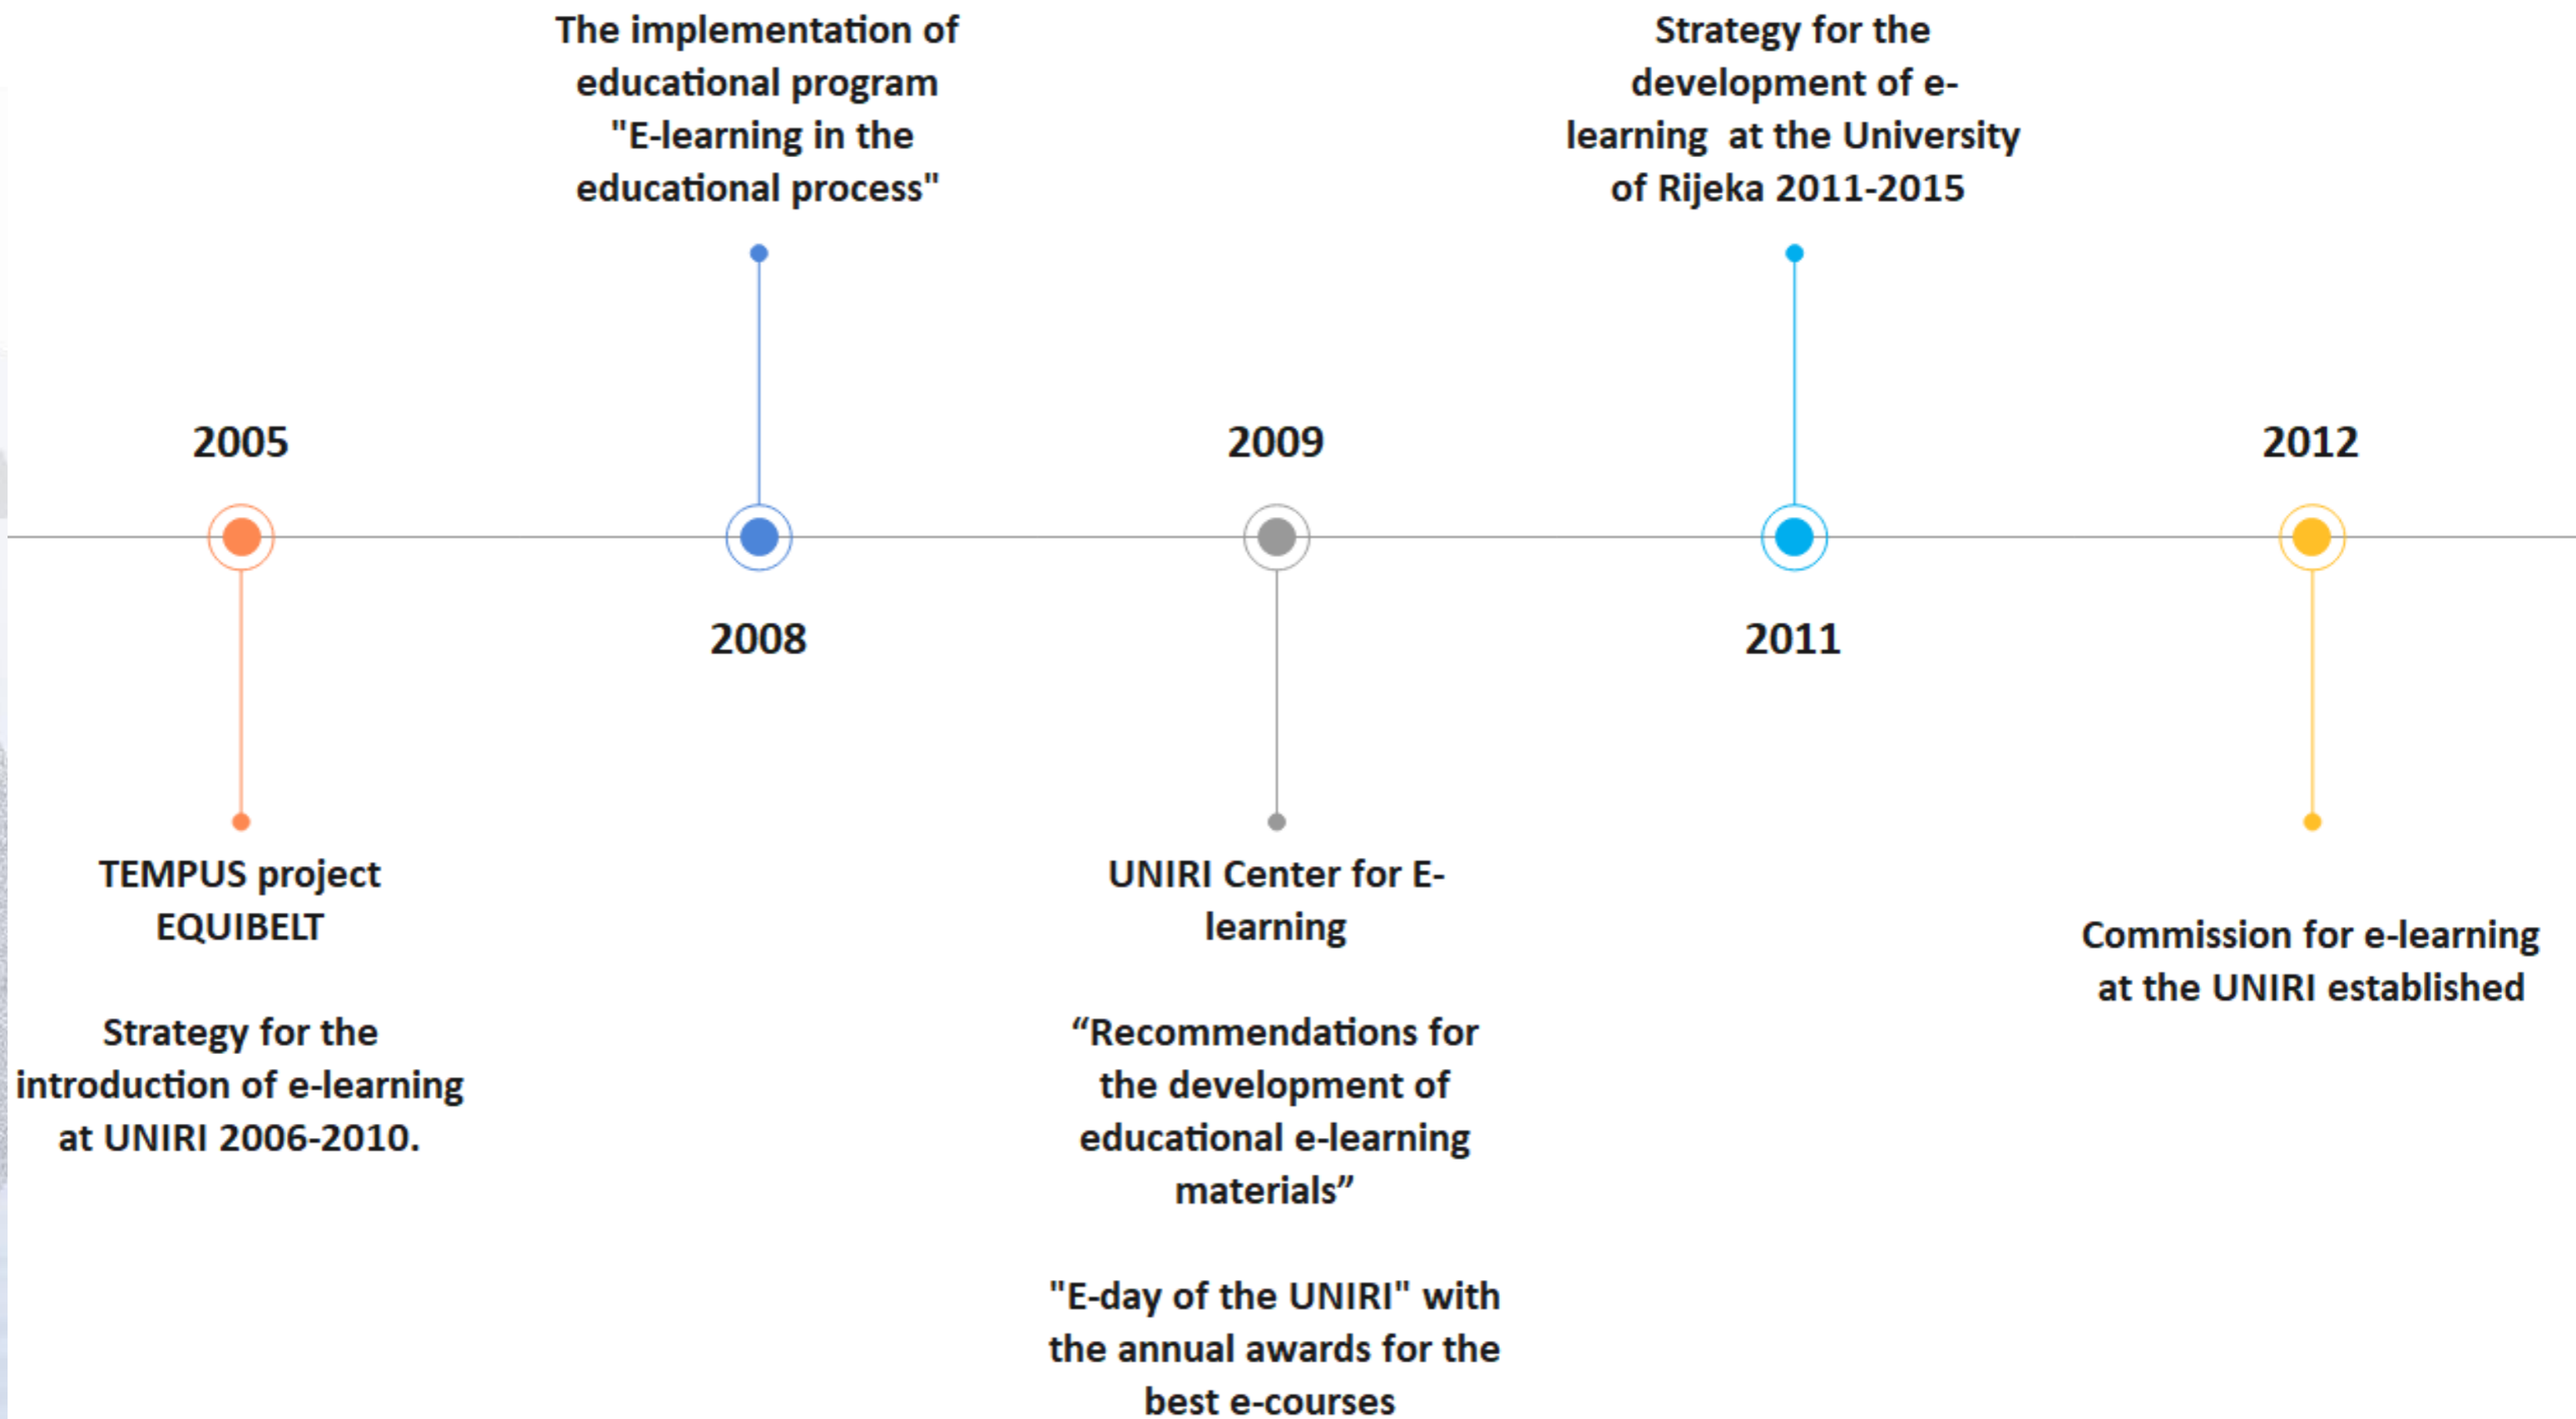 The implementation of
educational program
"E-learning in the
educational process"
Strategy for the
development of e-
learning  at the University
of Rijeka 2011-2015
2005
2009
2012
2008
2011
TEMPUS project
EQUIBELT
Strategy for the
introduction of e-learning
at UNIRI 2006-2010.
UNIRI Center for E-
learning
“Recommendations for
the development of
educational e-learning
materials”
"E-day of the UNIRI" with
the annual awards for the
best e-courses
Commission for e-learning
at the UNIRI established